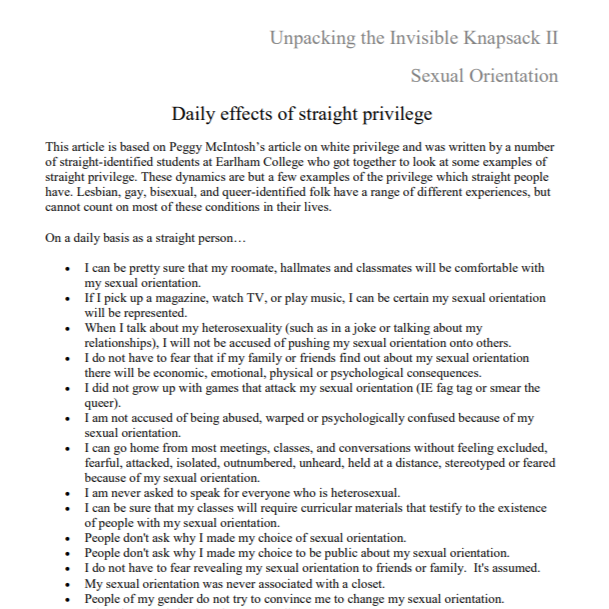 Unpacking the Invisible Knapsack II
Sexual Orientation
Daily effects of straight privilege
This article is based on Peggy McIntosh's article on white privilege and was written by a number
of straight-identified students at Earlham College who got together to look at some examples of
straight privilege. These dynamics are but a few examples of the privilege which straight people
have. Lesbian, gay, bisexual, and queer-identified folk have a range of different experiences, but
cannot count on most of these conditions in their lives.
On a daily basis as a straight person…
• I can be pretty sure that my roomate, hallmates and classmates will be comfortable with
my sexual orientation.
• If I pick up a magazine, watch TV, or play music, I can be certain my sexual orientation
will be represented.
• When I talk about my heterosexuality (such as in a joke or talking about my
relationships), I will not be accused of pushing my sexual orientation onto others.
• I do not have to fear that if my family or friends find out about my sexual orientation
there will be economic, emotional, physical or psychological consequences.
• I did not grow up with games that attack my sexual orientation (IE fag tag or smear the
queer).
• I am not accused of being abused, warped or psychologically confused because of my
sexual orientation.
• I can go home from most meetings, classes, and conversations without feeling excluded,
fearful, attacked, isolated, outnumbered, unheard, held at a distance, stereotyped or feared
because of my sexual orientation.
• I am never asked to speak for everyone who is heterosexual.
• I can be sure that my classes will require curricular materials that testify to the existence
of people with my sexual orientation.
• People don't ask why I made my choice of sexual orientation.
• People don't ask why I made my choice to be public about my sexual orientation.
• I do not have to fear revealing my sexual orientation to friends or family.  It's assumed.
• My sexual orientation was never associated with a closet.
• People of my gender do not try to convince me to change my sexual orientation.